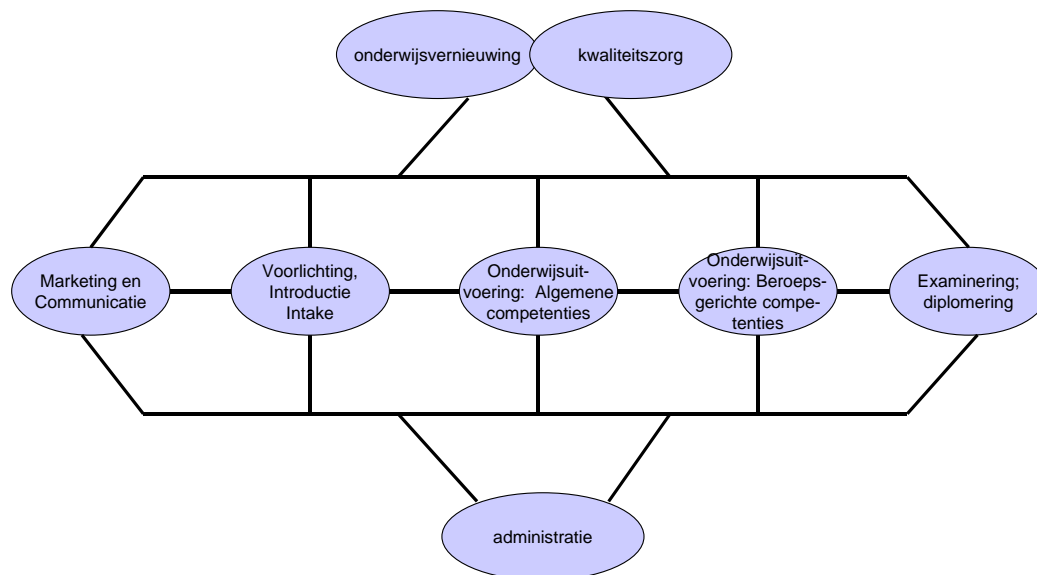 onderwijsvernieuwing
kwaliteitszorg
Marketing en
Communicatie
Voorlichting,
Introductie
Intake
Onderwijsuit-
voering: Algemene
competenties
Onderwijsuit-
voering: Beroeps-
gerichte compe-
tenties
Examinering;
diplomering
administratie